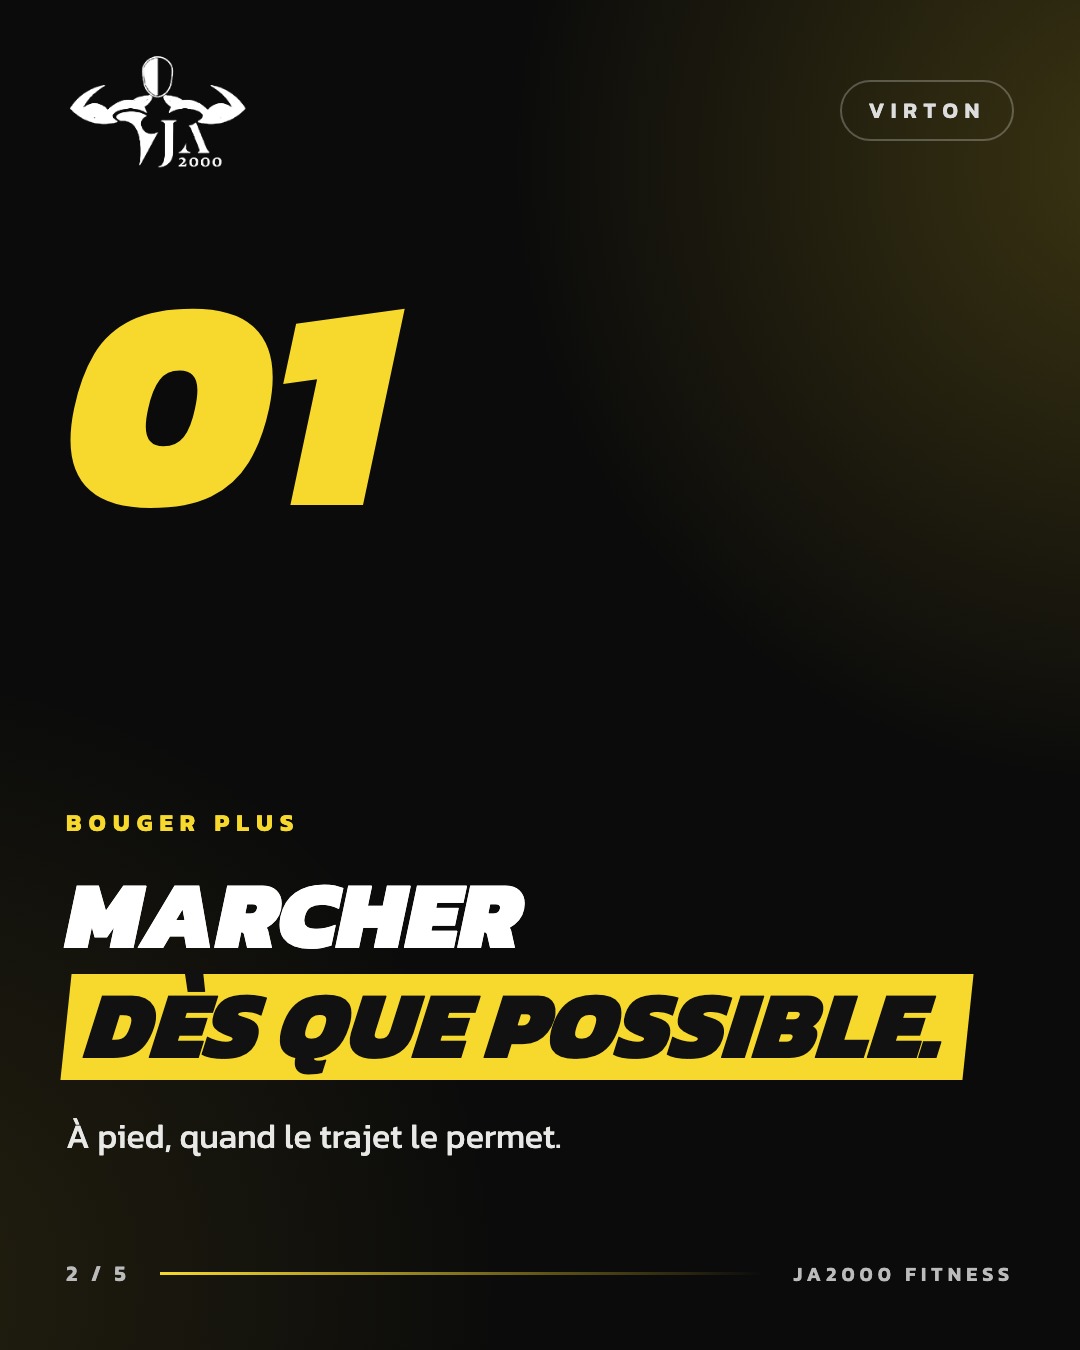 JA
2000
VIRTON
01
BOUGER PLUS
MARCHER
DÈS QUE POSSIBLE.
À pied, quand le trajet le permet.
2 / 5
JA2000 FITNESS